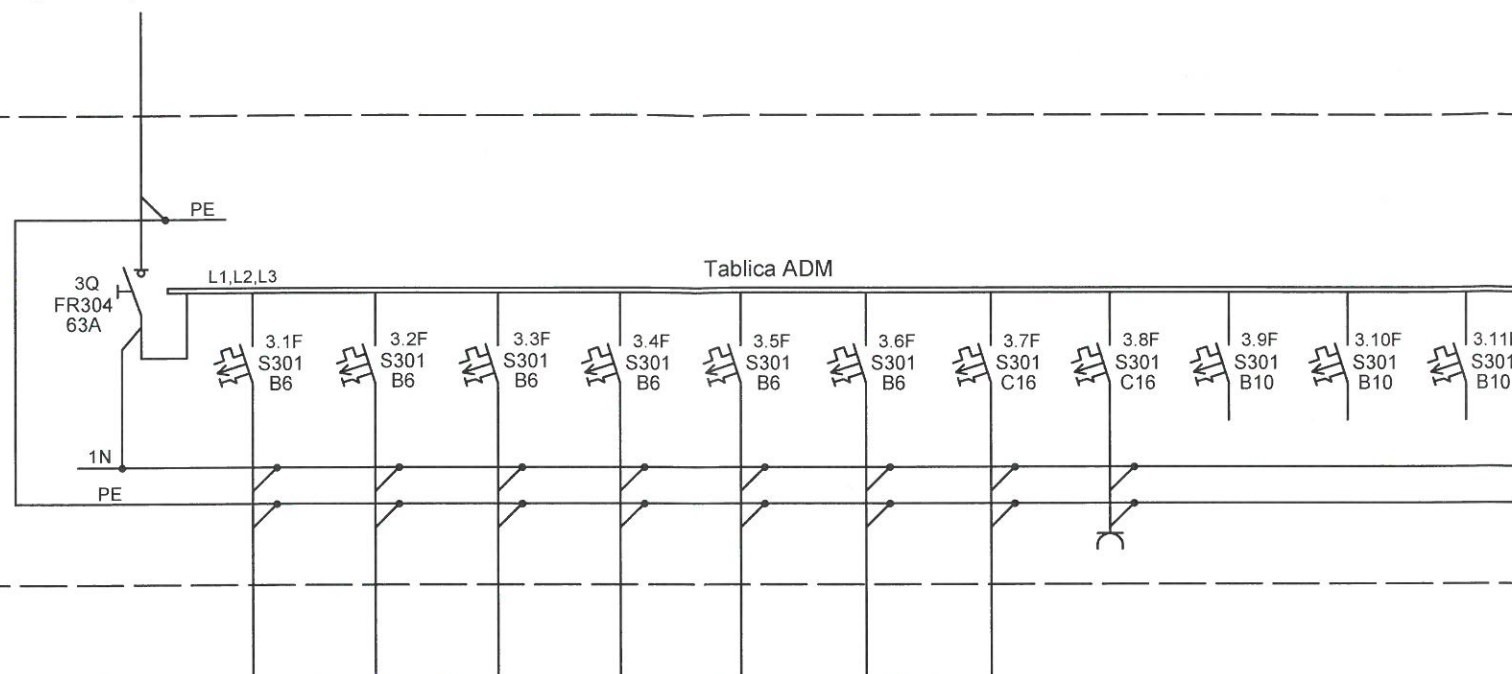 PE
Tablica ADM
L1,L2,L3
3Q
FR304
63A
3.1F
S301
B6
3.2F
S301
B6
3.3F
S301
B6
3.4F
S301
B6
3.5F
S301
B6
3.6F
S301
B6
3.7F
S301
C16
3.8F
S301
C16
3.9F
S301
B10
3.10F
S301
B10
3.11F
S301
B10
1N
PE